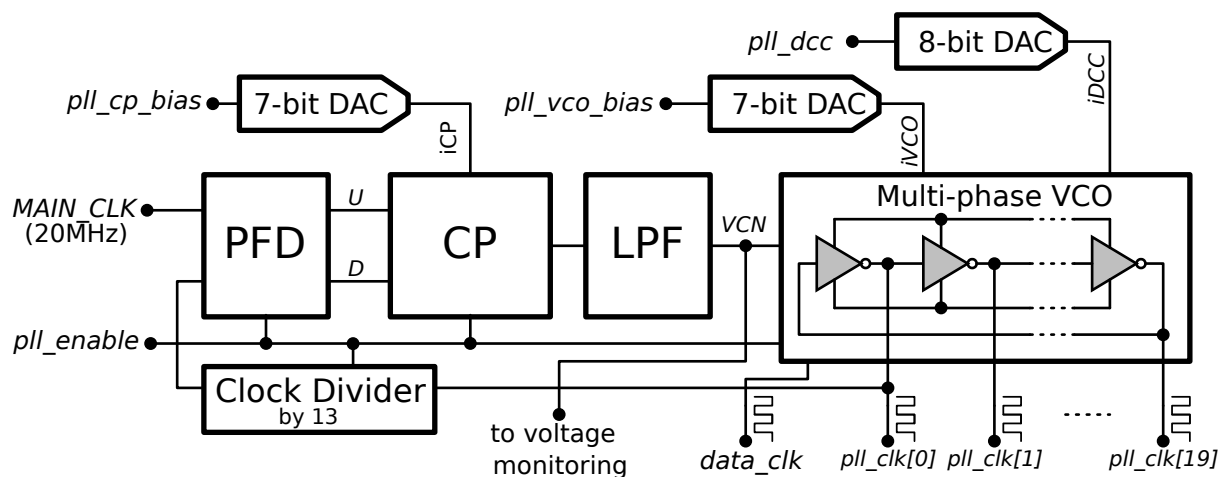 pll_dcc
8-bit DAC
iDCC
pll_cp_bias
7-bit DAC
iCP
pll_vco_bias
7-bit DAC
iVCO
MAIN_CLK
(20MHz)
PFD
U
D
CP
LPF
VCN
Multi-phase VCO
pll_enable
Clock Divider
by 13
to voltage
monitoring
data_clk
pll_clk[0]
pll_clk[1]
pll_clk[19]